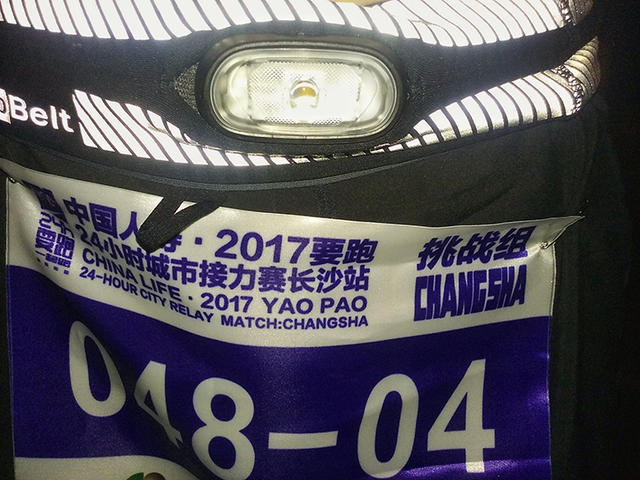 Belt
中国人寿·2017要跑
24小时城市接力赛长沙站
CHINA LIFE · 2017 YAO PAO
24-HOUR CITY RELAY MATCH:CHANGSHA
挑战组
CHANGSHA
048-04